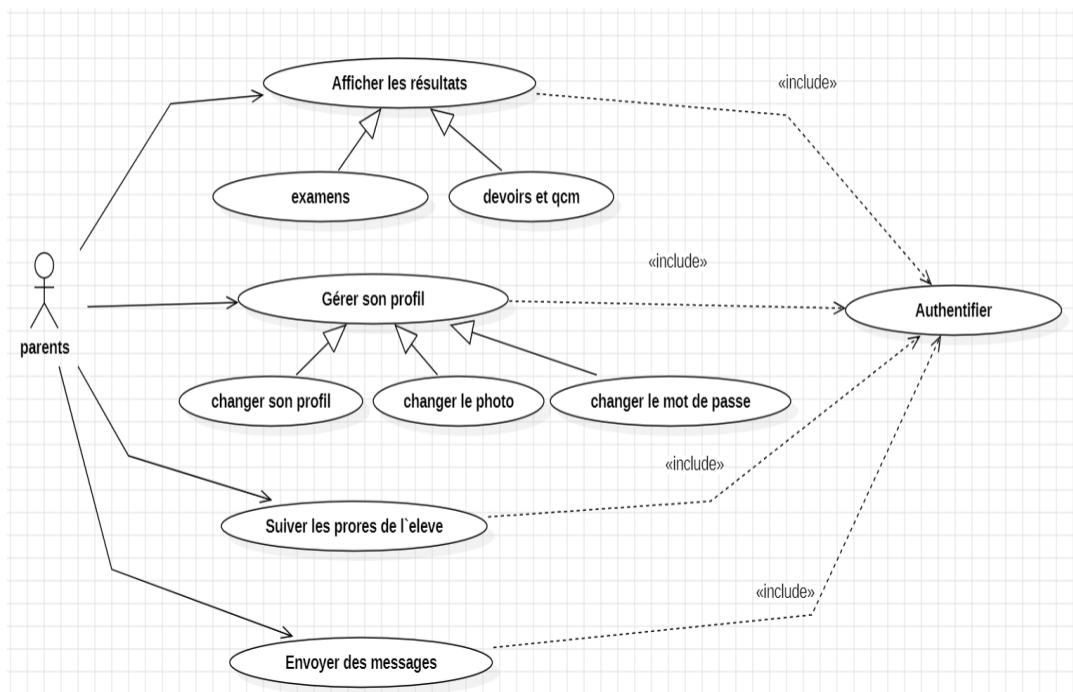 Afficher les résultats
«include»
examens
devoirs et qcm
«include»
Gérer son profil
Authentifier
parents
changer son profil
changer le photo
changer le mot de passe
«include»
Suiver les prores de l`eleve
«include»
Envoyer des messages